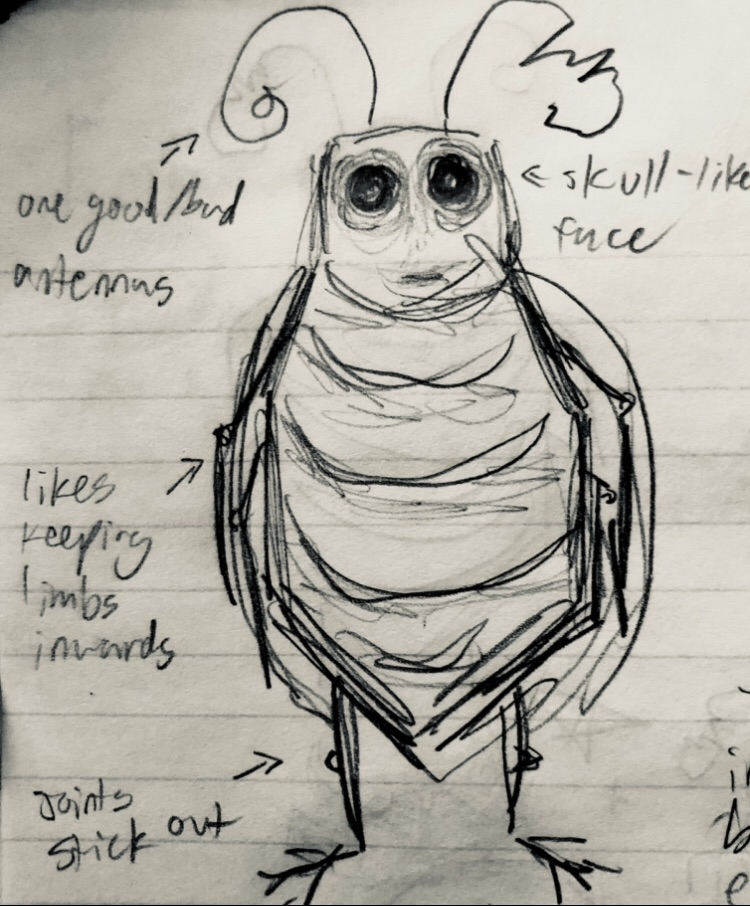 one good/bad
antennas
← skull-like
face
likes
keeping
limbs
inwards
Joints
stick out